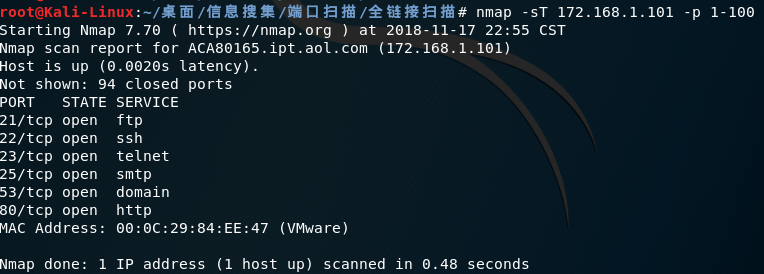 root@Kali-Linux:~/桌面/信息搜集/端口扫描/全链接扫描# nmap -sT 172.168.1.101 -p 1-100
Starting Nmap 7.70 ( https://nmap.org ) at 2018-11-17 22:55 CST
Nmap scan report for ACA80165.ipt.aol.com (172.168.1.101)
Host is up (0.0020s latency).
Not shown: 94 closed ports
PORT   STATE SERVICE
21/tcp open  ftp
22/tcp open  ssh
23/tcp open  telnet
25/tcp open  smtp
53/tcp open  domain
80/tcp open  http
MAC Address: 00:0C:29:84:EE:47 (VMware)
Nmap done: 1 IP address (1 host up) scanned in 0.48 seconds